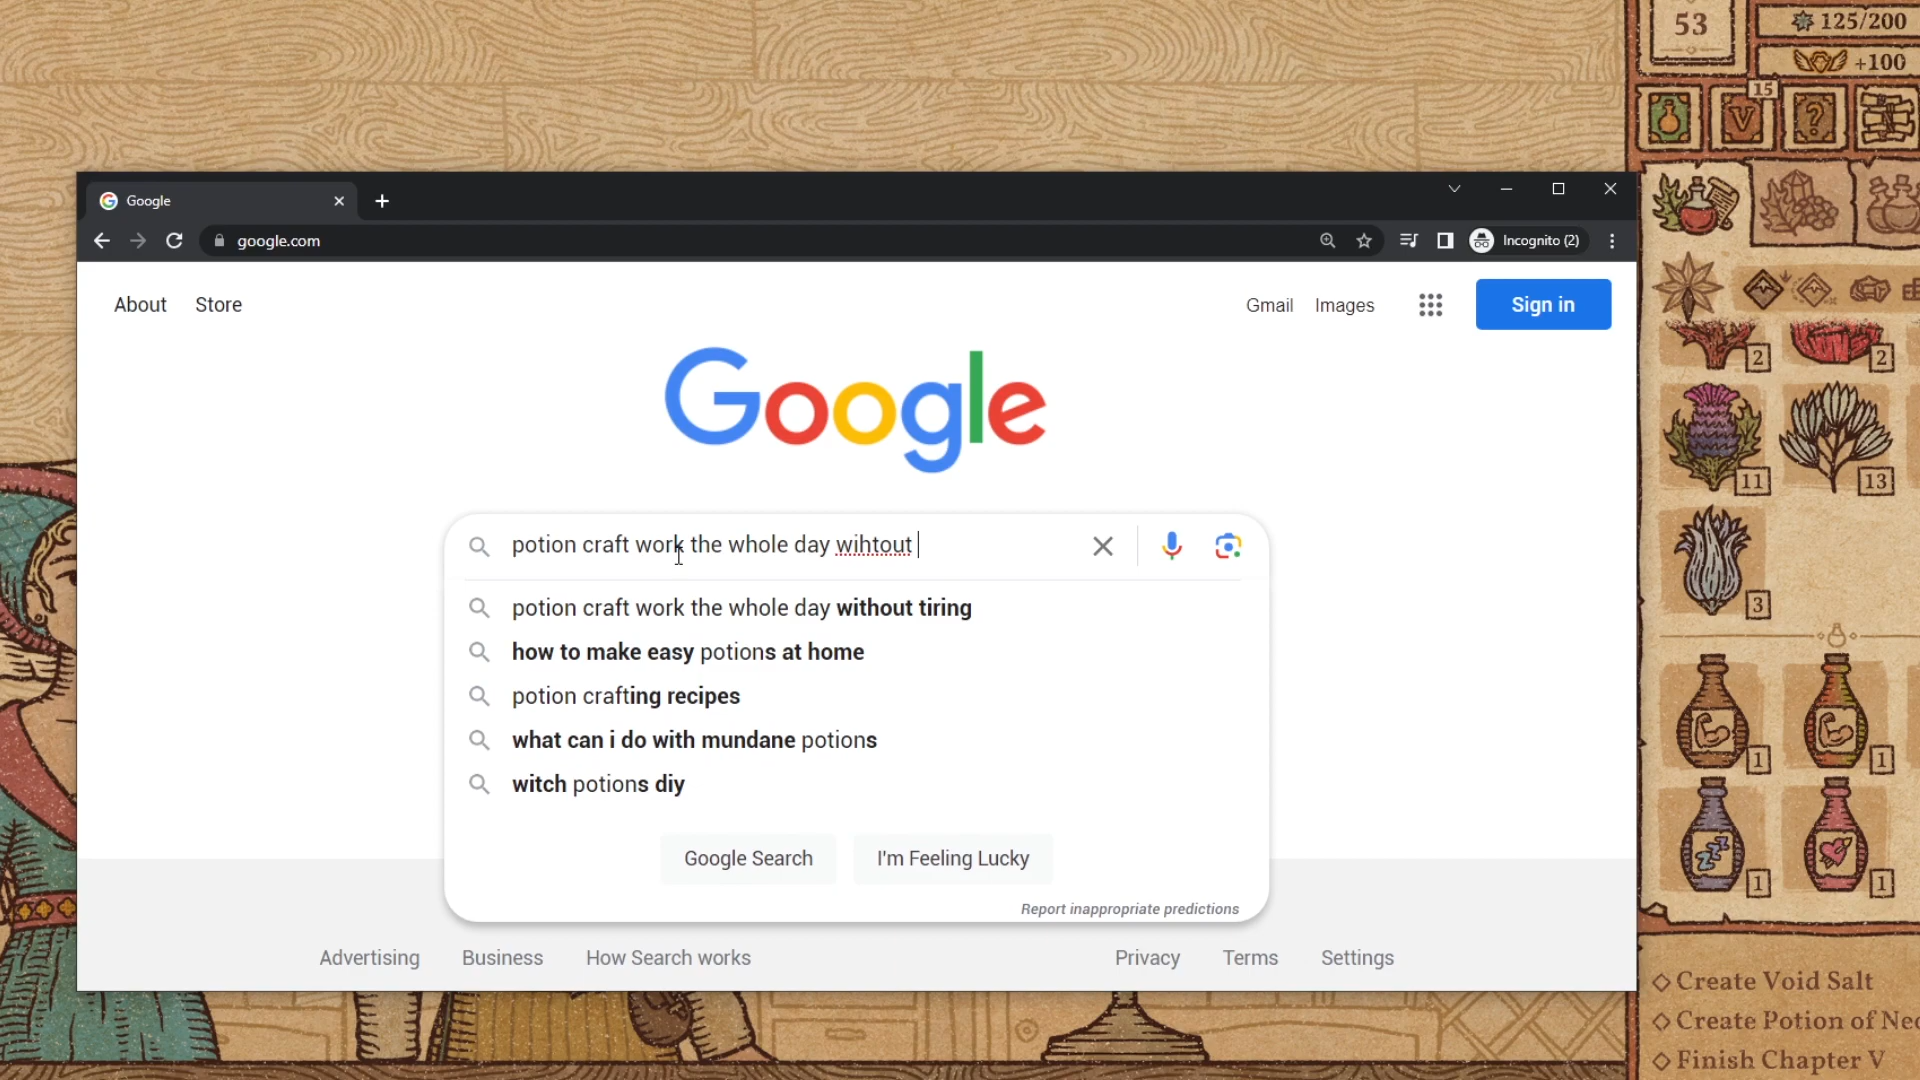 53
125/200
+100
15
V
?
Google
google.com
Incognito (2)
About Store
Gmail Images
Sign in
Google
potion craft work the whole day wihtout
potion craft work the whole day without tiring
how to make easy potions at home
potion crafting recipes
what can i do with mundane potions
witch potions diy
Google Search I'm Feeling Lucky
Report inappropriate predictions
Advertising Business How Search works
Privacy Terms Settings
2 2
11 13
3
1 1
1 1
Create Void Salt
Create Potion of
Finish Chapter V